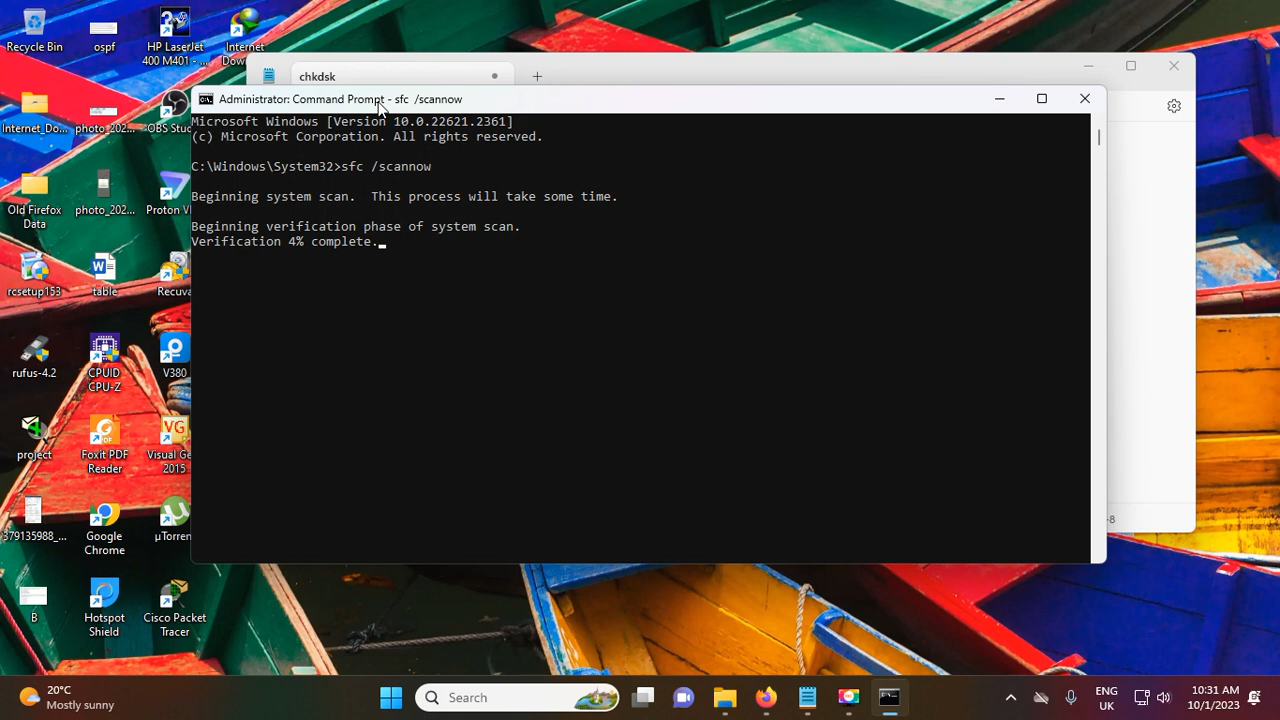 Recycle Bin
ospf
HP LaserJet
400 M401 - ...
Internet
Downl...
chkdsk
Administrator: Command Prompt - sfc  /scannow
Microsoft Windows [Version 10.0.22621.2361]
(c) Microsoft Corporation. All rights reserved.
C:\Windows\System32>sfc /scannow
Beginning system scan.  This process will take some time.
Beginning verification phase of system scan.
Verification 4% complete.
Internet_Do...
photo_202...
OBS Stud
Old Firefox
Data
photo_202...
Proton V
rcsetup153
table
Recuva
rufus-4.2
CPUID
CPU-Z
V380
project
Foxit PDF
Reader
VG
Visual Ge
2015
379135988_...
Google
Chrome
µTorren
B
Hotspot
Shield
Cisco Packet
Tracer
-8
20°C
Mostly sunny
Search
ENG
UK
10:31 AM
10/1/2023